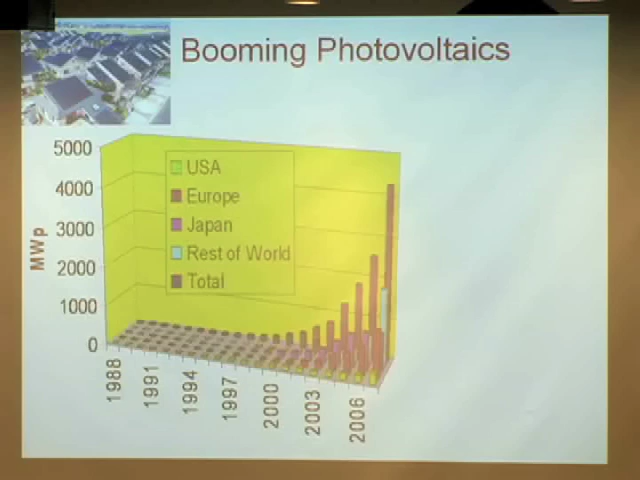 Booming Photovoltaics
5000
4000
3000
2000
1000
0
MWp
USA
Europe
Japan
Rest of World
Total
1988
1991
1994
1997
2000
2003
2006